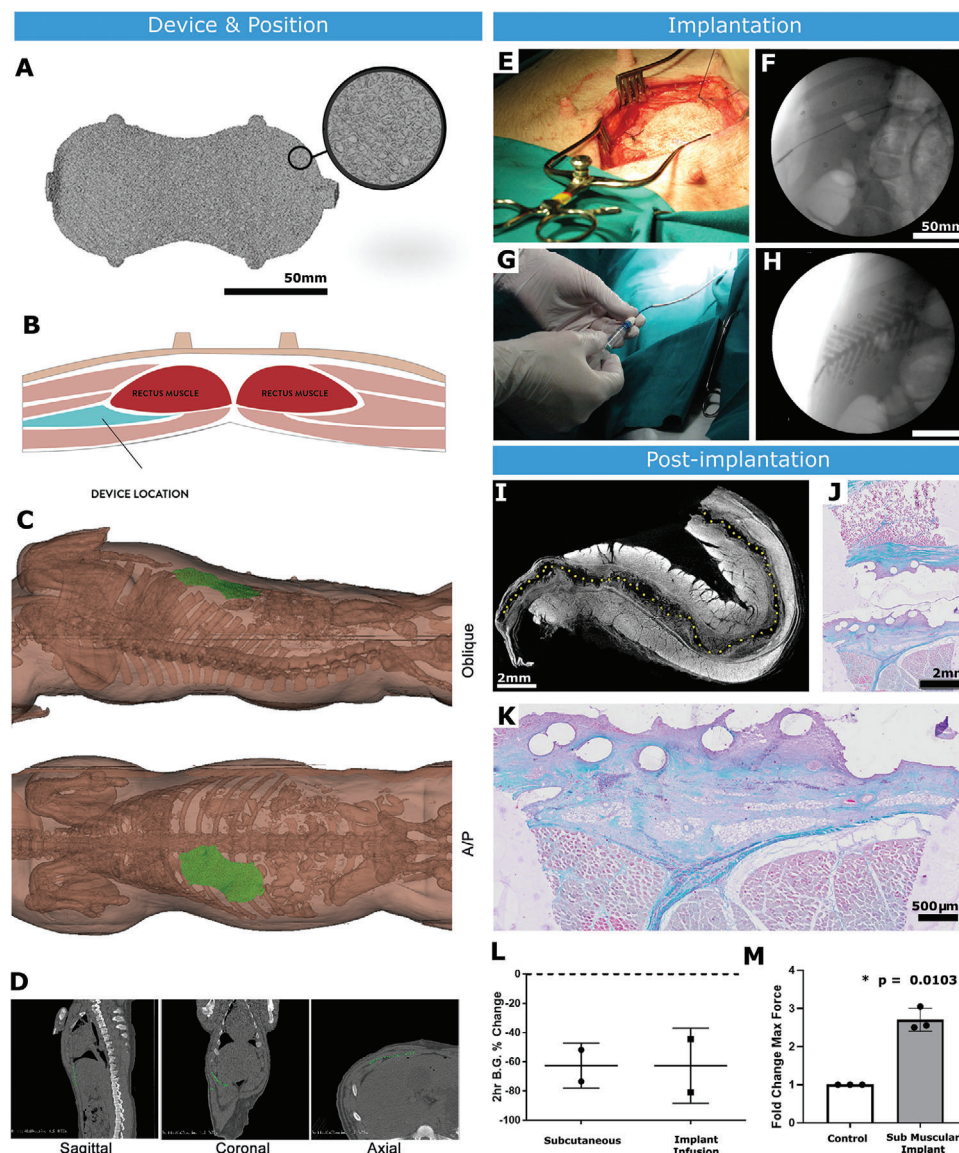 Device & Position
A
50mm
B
RECTUS MUSCLE
RECTUS MUSCLE
DEVICE LOCATION
C
Oblique
A/P
D
Sagittal
Coronal
Axial
Implantation
E
F
50mm
G
H
Post-implantation
I
2mm
J
2mm
K
500µm
L
2hr B.G. % Change
0
-20
-40
-60
-80
-100
Subcutaneous
Implant
Infusion
M
* p = 0.0103
Fold Change Max Force
4
3
2
1
0
Control
Sub Muscular
Implant